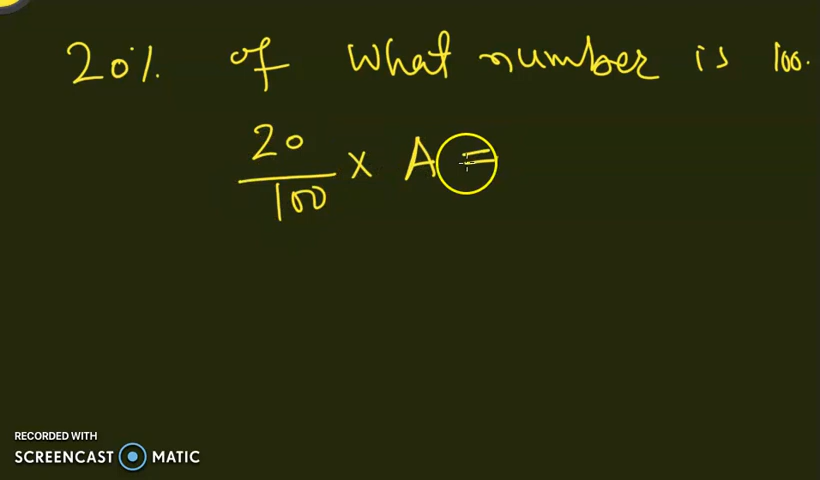 20% of What number is 100.
20
100
× A =
RECORDED WITH
SCREENCAST MATIC